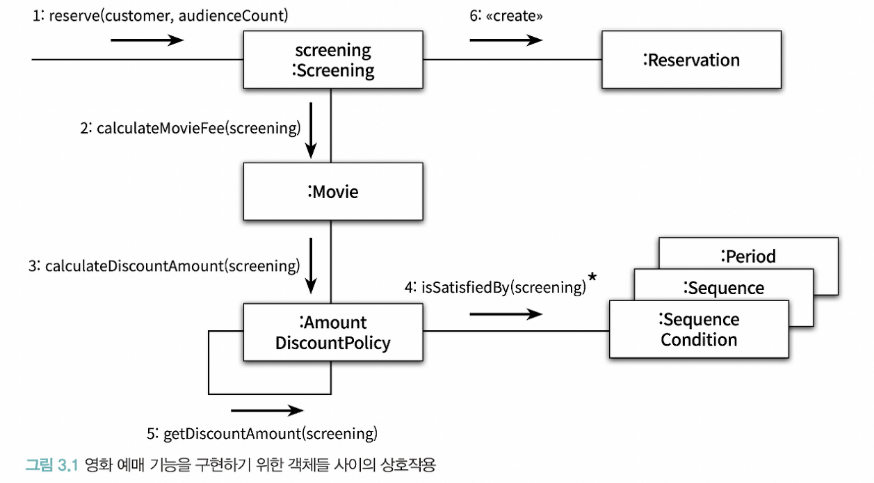 1: reserve(customer, audienceCount)
6: «create»
screening
:Screening
:Reservation
2: calculateMovieFee(screening)
:Movie
3: calculateDiscountAmount(screening)
4: isSatisfiedBy(screening)*
:Period
:Sequence
:Sequence
Condition
:Amount
DiscountPolicy
5: getDiscountAmount(screening)
그림 3.1 영화 예매 기능을 구현하기 위한 객체들 사이의 상호작용